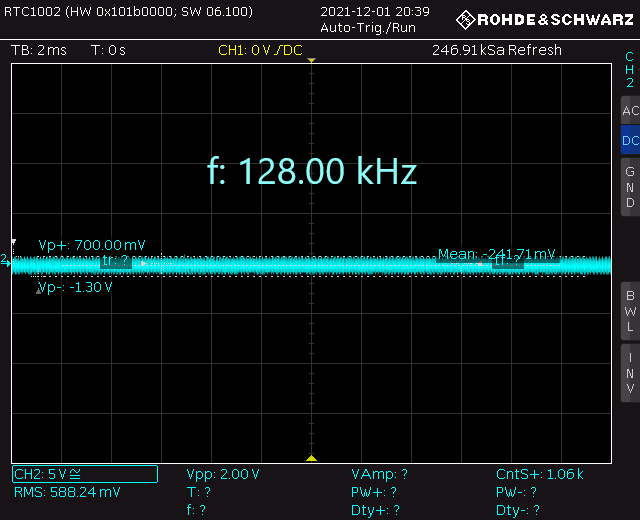 RTC1002 (HW 0x101b0000; SW 06.100)
2021-12-01 20:39
Auto-Trig./Run
ROHDE&SCHWARZ
TB: 2 ms
T: 0 s
CH1: 0 V / DC
246.91 kSa Refresh
CH2
AC
DC
GND
BWL
INV
f: 128.00 kHz
Vp+: 700.00 mV
tr: ?
Mean: -241.71 mV
tf: ?
2
Vp-: -1.30 V
CH2: 5 V ≅
Vpp: 2.00 V
VAmp: ?
CntS+: 1.06 k
RMS: 588.24 mV
T: ?
PW+: ?
PW-: ?
f: ?
Dty+: ?
Dty-: ?